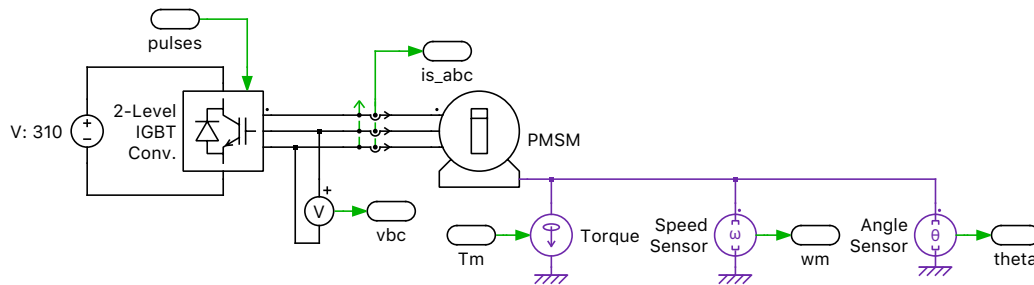 pulses
is_abc
2-Level
IGBT
Conv.
V: 310
PMSM
V
vbc
Tm
Torque
Speed
Sensor
ω
wm
Angle
Sensor
θ
theta